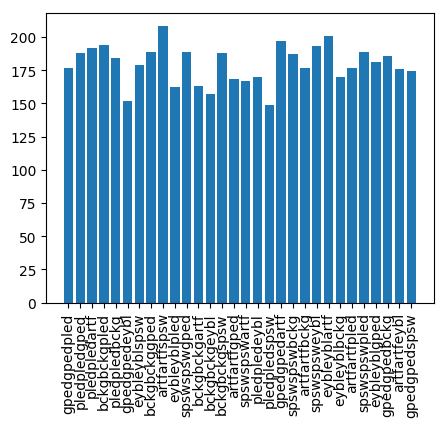 200
175
150
125
100
75
50
25
0
gpedgpedpled
pledpledgped
pledpledartf
bckgbckgpled
pledpledbckg
gpedgpedeybl
eybleyblspsw
bckgbckggped
artfartfspsw
eybleyblpled
spswspswgped
bckgbckgartf
bckgbckgeybl
bckgbckgspsw
artfartfgped
spswspswartf
pledpledeybl
pledpledspsw
gpedgpedartf
spswspswbckg
artfartfbckg
spswspsweybl
eybleyblartf
eybleyblbckg
artfartfpled
spswspswpled
eybleyblgped
gpedgpedbckg
artfartfeybl
gpedgpedspsw